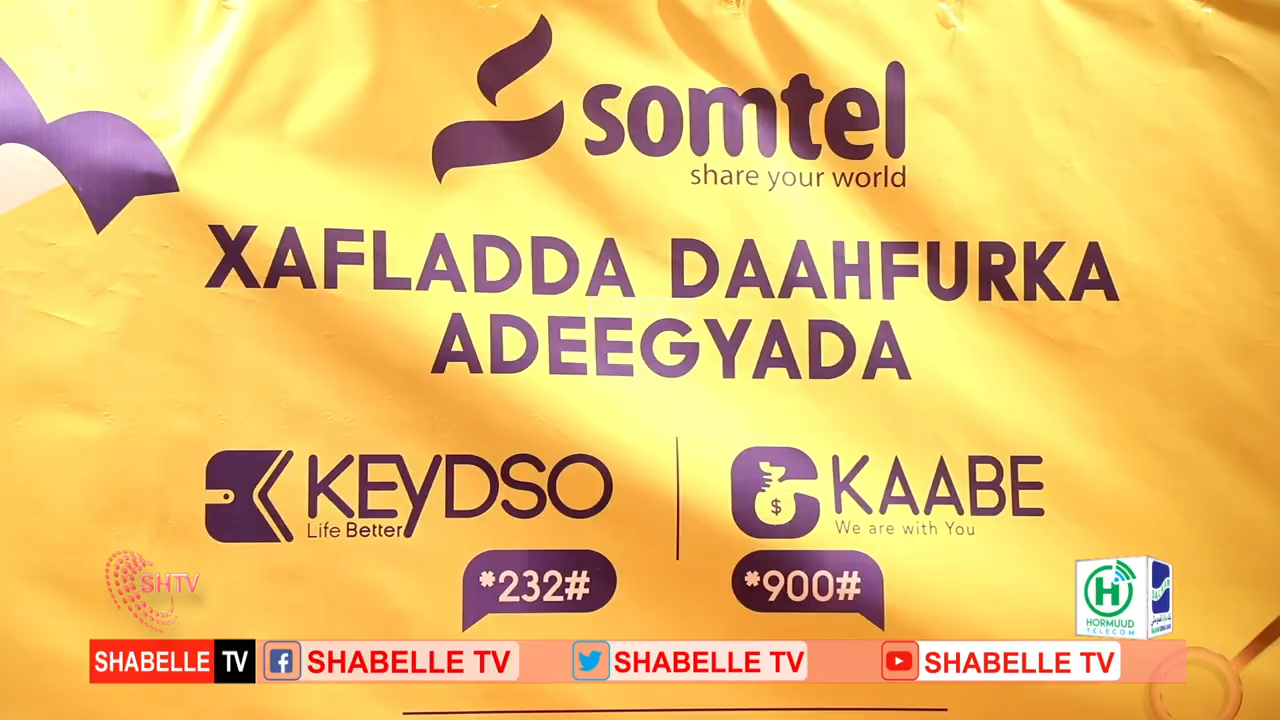 somtel
share your world
XAFLADDA DAAHFURKA
ADEEGYADA
KEYDSO
Life Better
*232#
KAABE
We are with You
$
*900#
SHTV
HORMUUD
TELECOM
SHABELLE TV
SHABELLE TV
SHABELLE TV
SHABELLE TV